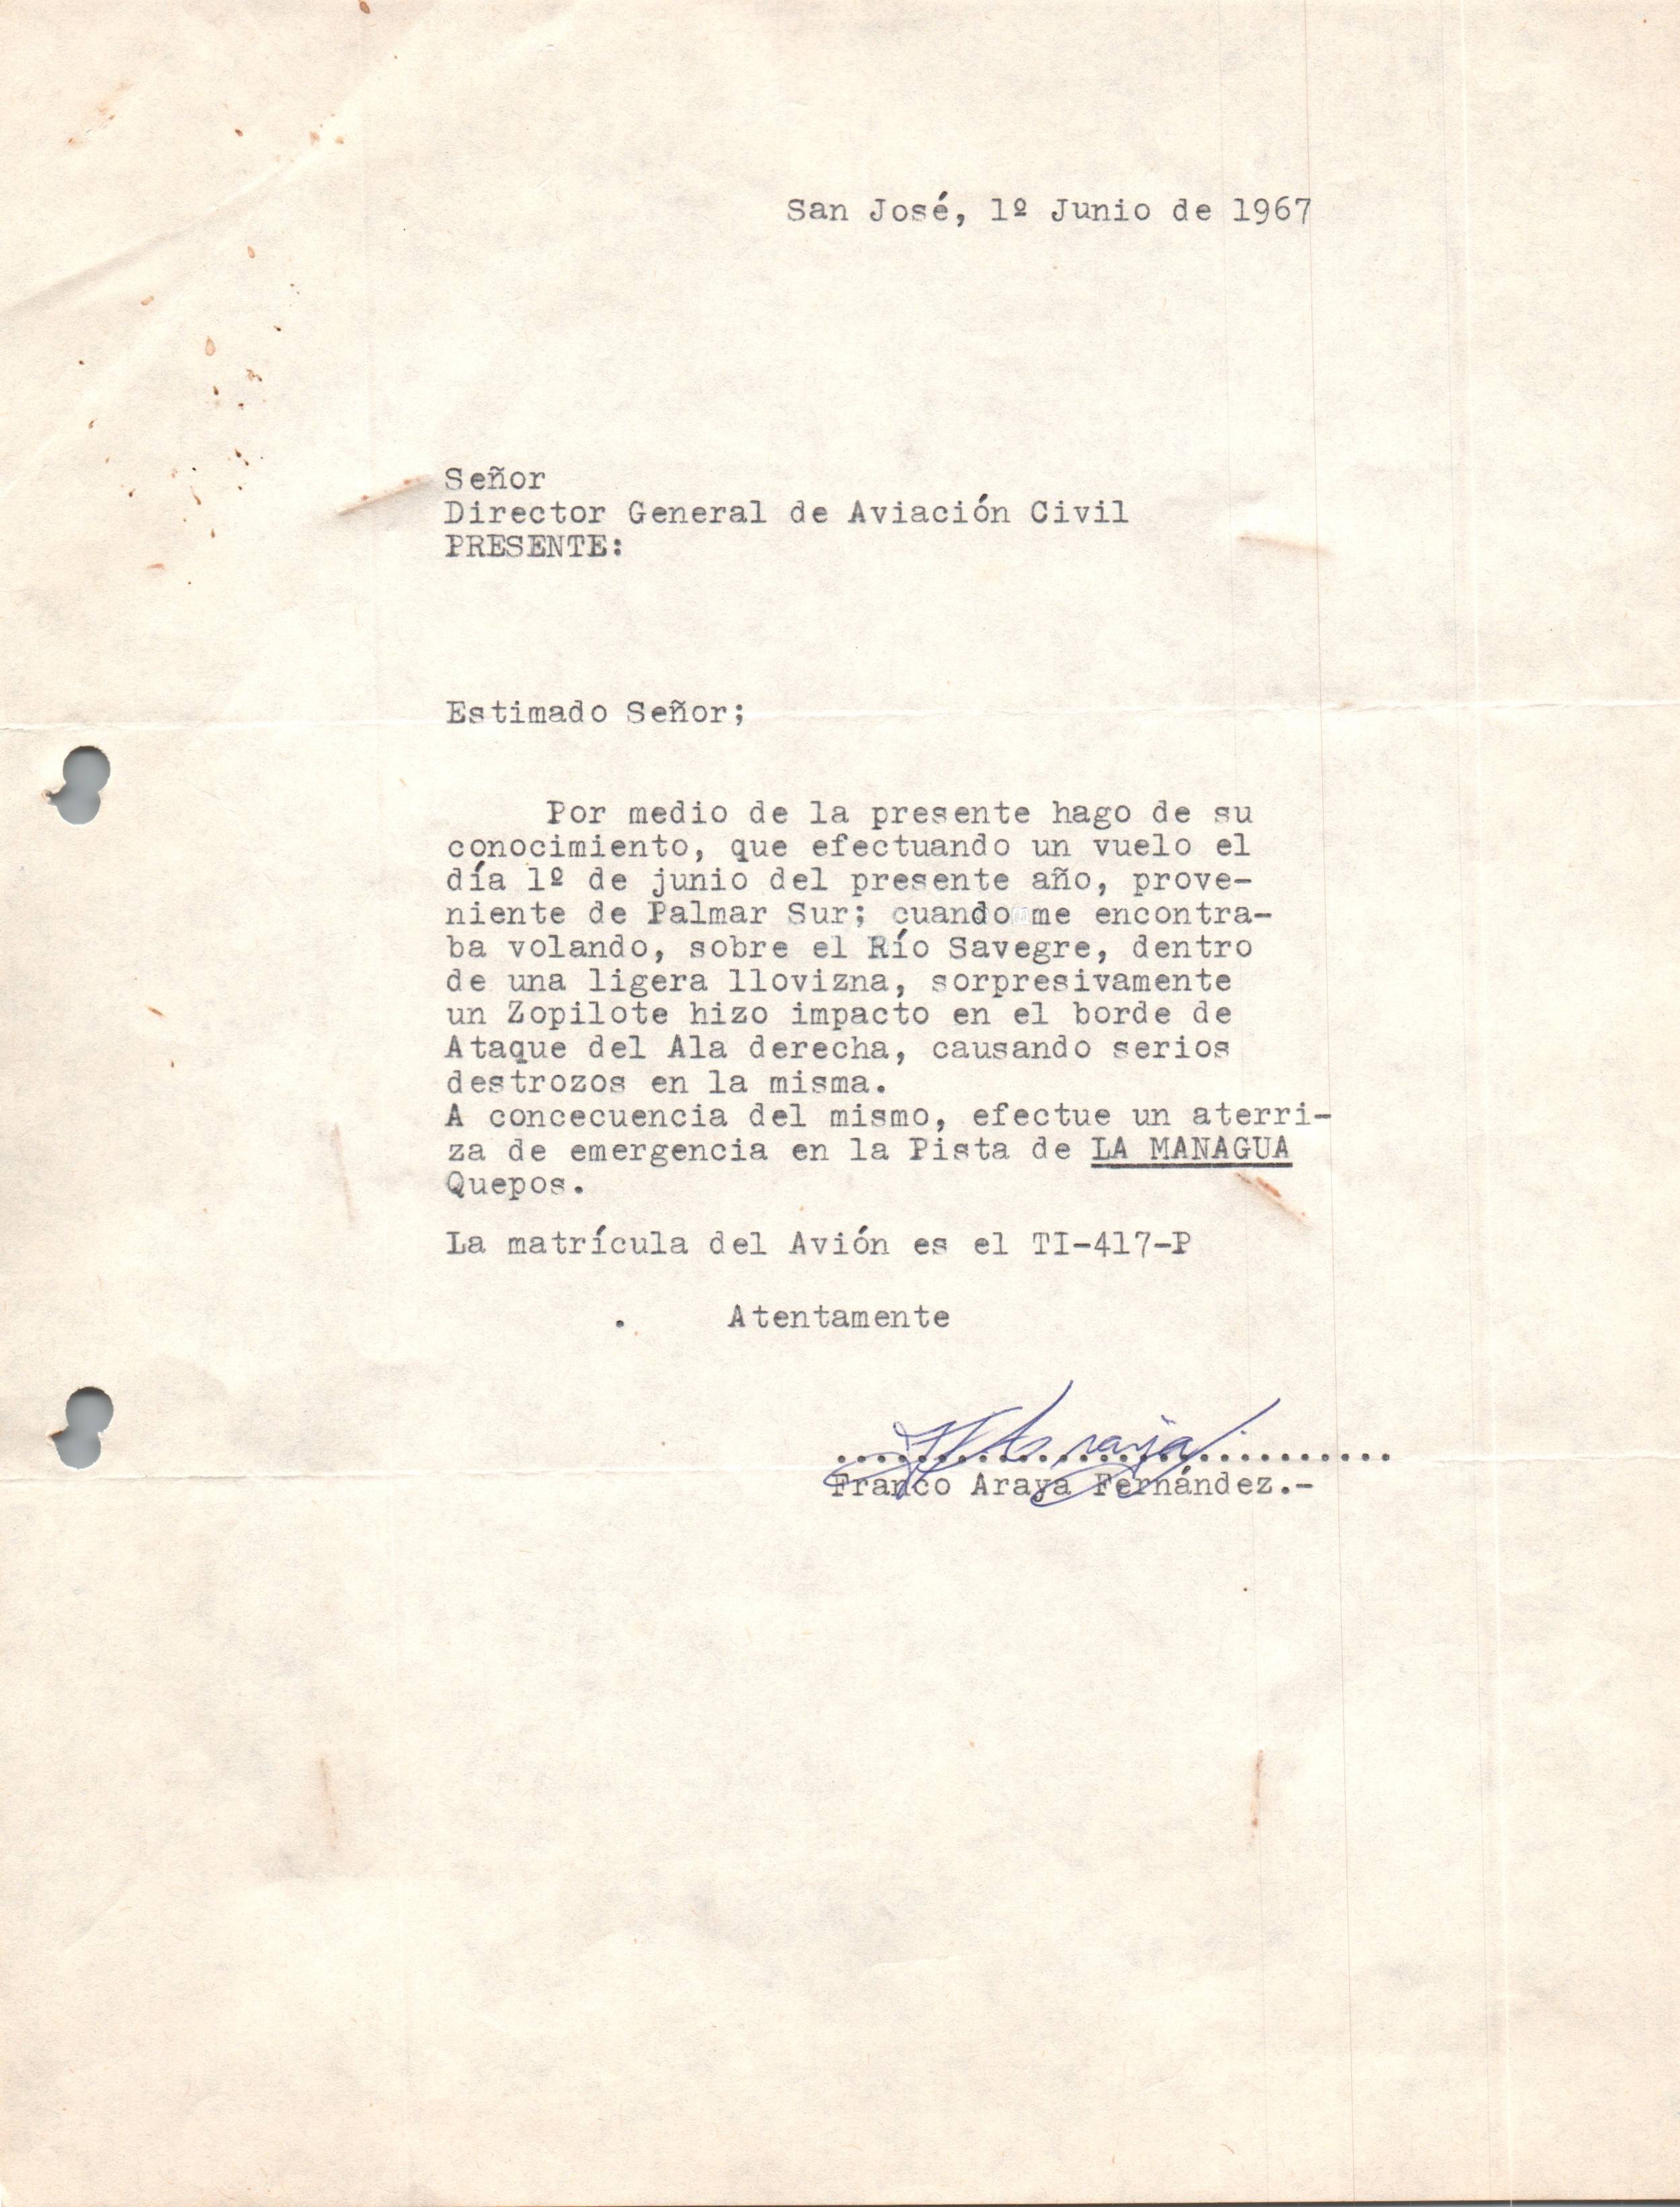 San José, 1º Junio de 1967
Señor
Director General de Aviación Civil
PRESENTE:
Estimado Señor;
Por medio de la presente hago de su
conocimiento, que efectuando un vuelo el
día 1º de junio del presente año, prove-
niente de Palmar Sur; cuando me encontra-
ba volando, sobre el Río Savegre, dentro
de una ligera llovizna, sorpresivamente
un Zopilote hizo impacto en el borde de
Ataque del Ala derecha, causando serios
destrozos en la misma.
A concecuencia del mismo, efectue un aterri-
za de emergencia en la Pista de LA MANAGUA
Quepos.
La matrícula del Avión es el TI-417-P
. Atentamente
..............................
Franco Araya Fernández.-